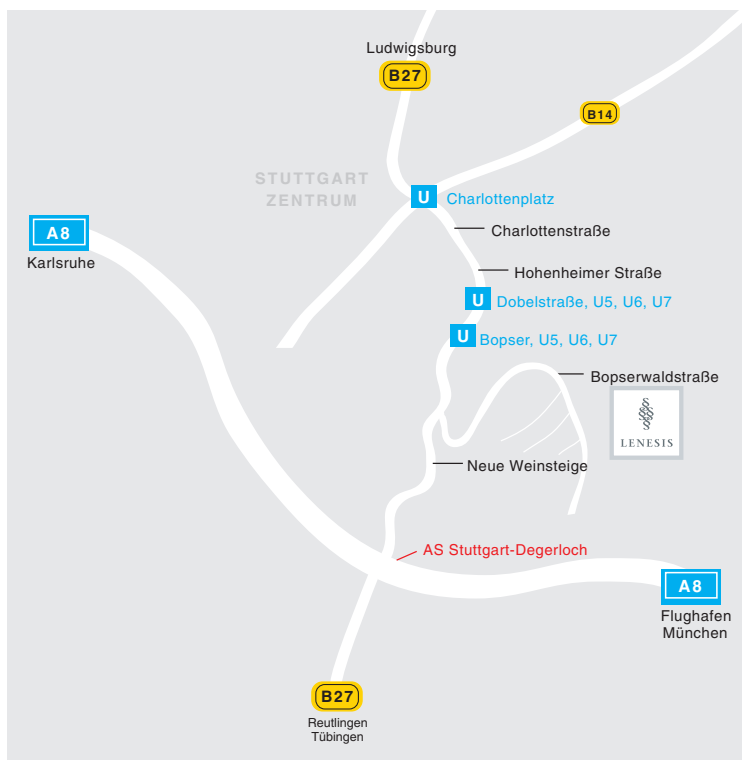 Ludwigsburg
B27
B14
STUTTGART
ZENTRUM
U Charlottenplatz
A8
Karlsruhe
Charlottenstraße
Hohenheimer Straße
U Dobelstraße, U5, U6, U7
U Bopser, U5, U6, U7
Bopserwaldstraße
§
§§
§§
§
LENESIS
Neue Weinsteige
AS Stuttgart-Degerloch
A8
Flughafen
München
B27
Reutlingen
Tübingen